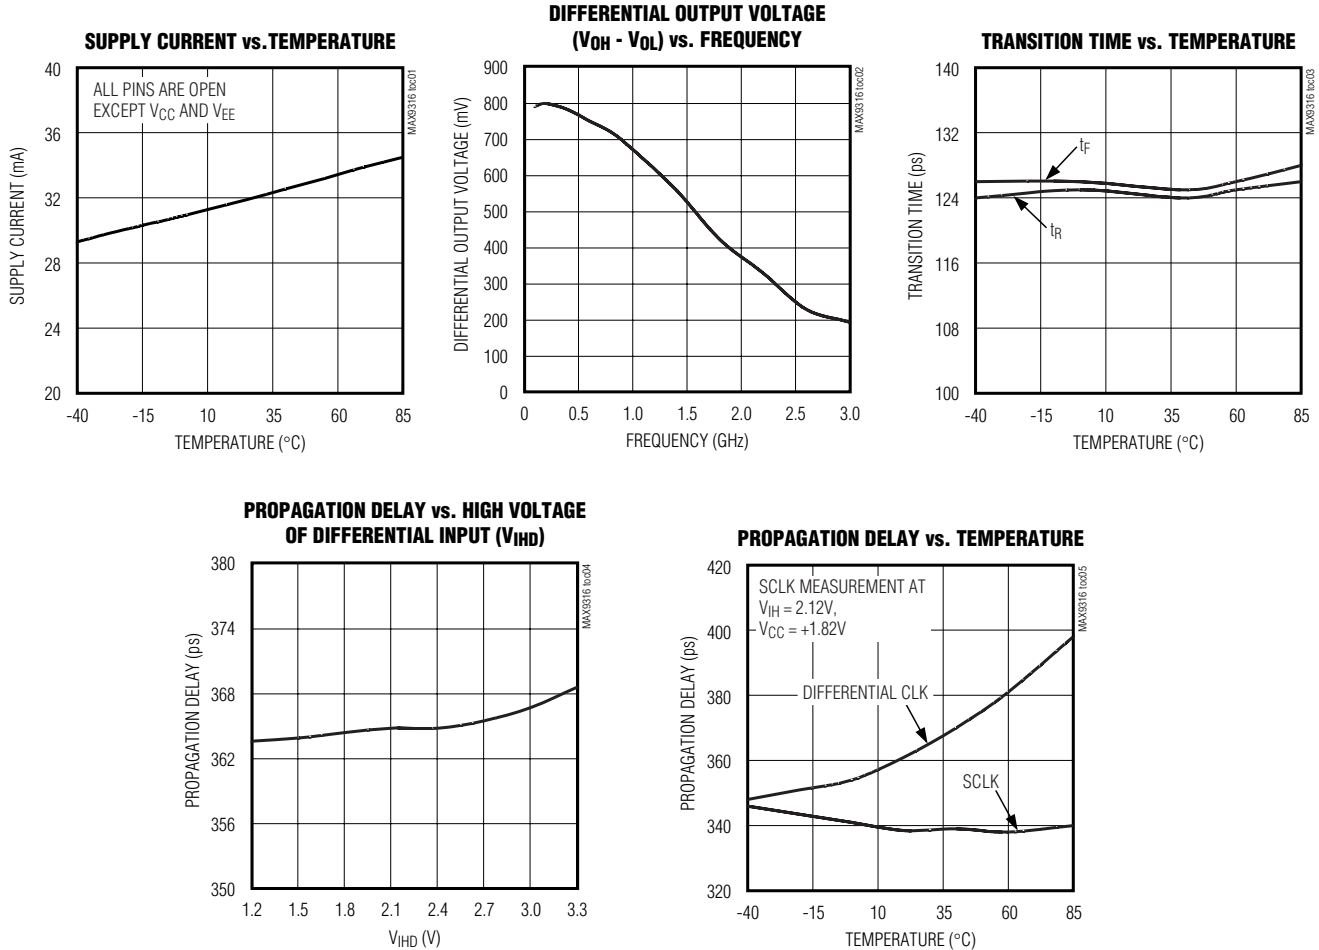 SUPPLY CURRENT vs.TEMPERATURE
40
36
32
28
24
20
SUPPLY CURRENT (mA)
ALL PINS ARE OPEN
EXCEPT VCC AND VEE
MAX9316 toc01
-40 -15 10 35 60 85
TEMPERATURE (°C)
DIFFERENTIAL OUTPUT VOLTAGE
(VOH - VOL) vs. FREQUENCY
900
800
700
600
500
400
300
200
100
0
DIFFERENTIAL OUTPUT VOLTAGE (mV)
MAX9316 toc02
0 0.5 1.0 1.5 2.0 2.5 3.0
FREQUENCY (GHz)
TRANSITION TIME vs. TEMPERATURE
140
132
124
116
108
100
TRANSITION TIME (ps)
tF
tR
MAX9316 toc03
-40 -15 10 35 60 85
TEMPERATURE (°C)
PROPAGATION DELAY vs. HIGH VOLTAGE
OF DIFFERENTIAL INPUT (VIHD)
380
374
368
362
356
350
PROPAGATION DELAY (ps)
MAX9316 toc04
1.2 1.5 1.8 2.1 2.4 2.7 3.0 3.3
VIHD (V)
PROPAGATION DELAY vs. TEMPERATURE
420
400
380
360
340
320
PROPAGATION DELAY (ps)
SCLK MEASUREMENT AT
VIH = 2.12V,
VCC = +1.82V
DIFFERENTIAL CLK
SCLK
MAX9316 toc05
-40 -15 10 35 60 85
TEMPERATURE (°C)